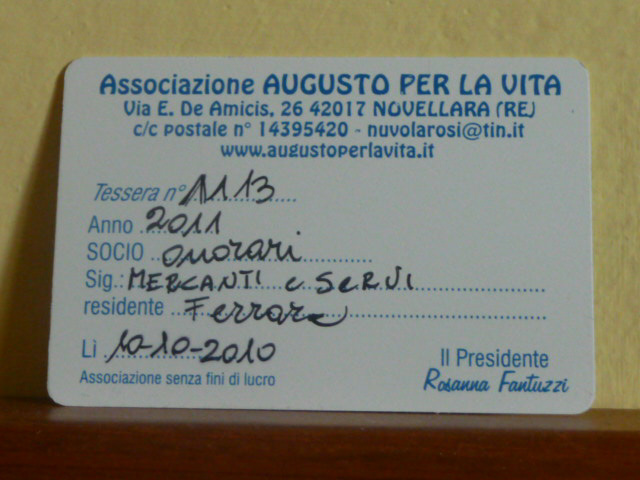 Associazione AUGUSTO PER LA VITA
Via E. De Amicis, 26 42017 NOVELLARA (RE)
c/c postale n° 14395420 - nuvolarosi@tin.it
www.augustoperlavita.it
Tessera n° 1113
Anno 2011
SOCIO onorari
Sig.: MERCANTI e SERVI
residente Ferrara
Lì 10-10-2010
Associazione senza fini di lucro
Il Presidente
Rosanna Fantuzzi